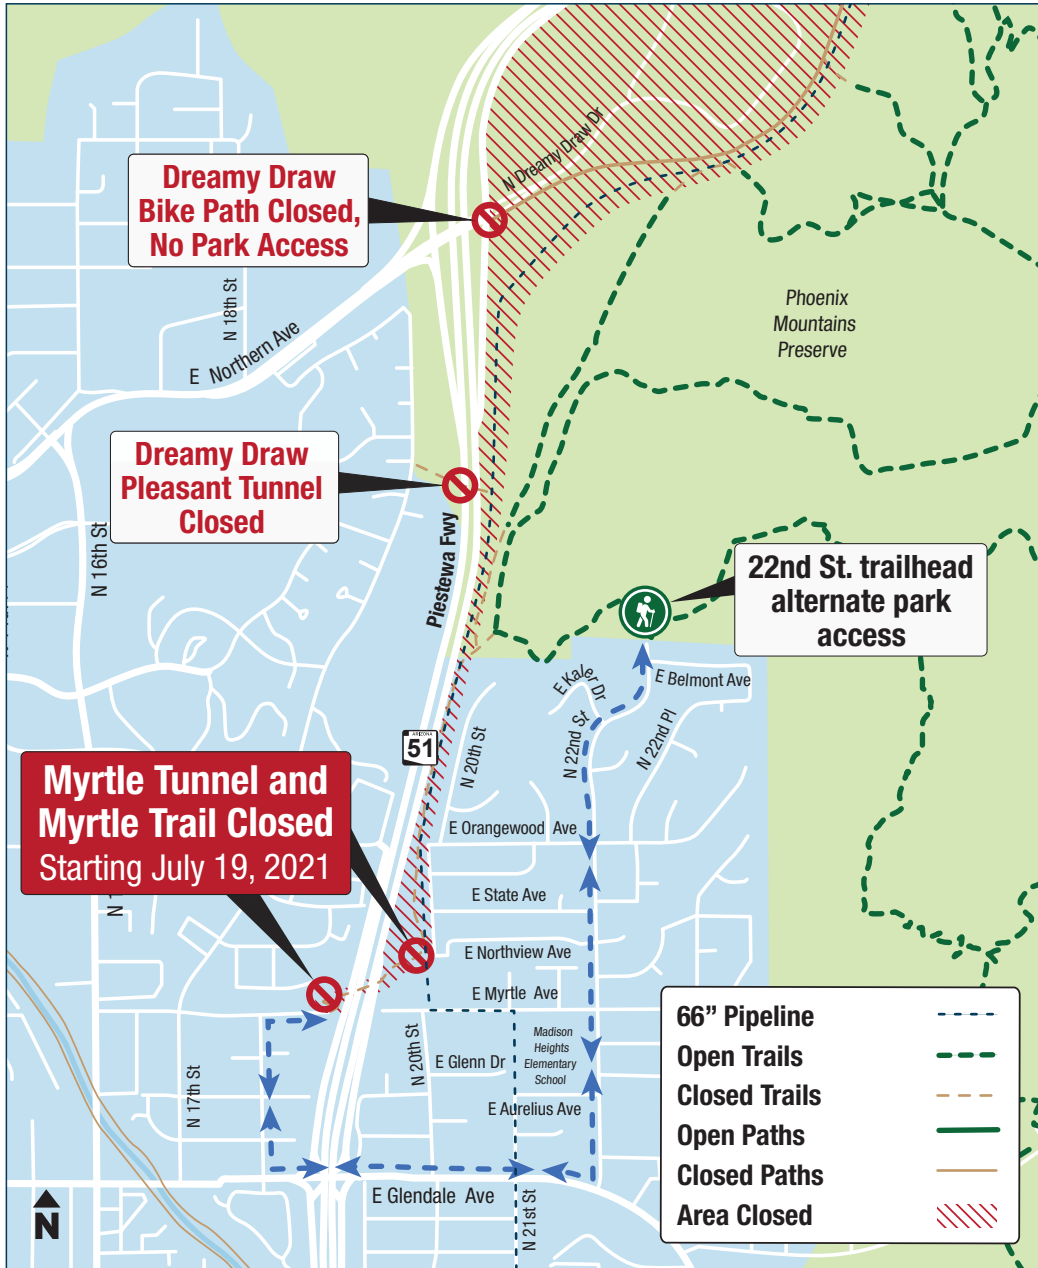 Dreamy Draw
Bike Path Closed,
No Park Access
N Dreamy Draw Dr
N 18th St
E Northern Ave
Phoenix
Mountains
Preserve
Dreamy Draw
Pleasant Tunnel
Closed
N 16th St
Piestewa Fwy
22nd St. trailhead
alternate park
access
E Kaler Dr
E Belmont Ave
N 22nd St
N 22nd Pl
N 20th St
ARIZONA
51
Myrtle Tunnel and
Myrtle Trail Closed
Starting July 19, 2021
E Orangewood Ave
E State Ave
E Northview Ave
E Myrtle Ave
N 17th St
N 20th St
E Glenn Dr
Madison
Heights
Elementary
School
E Aurelius Ave
E Glendale Ave
N 21st St
N
66” Pipeline
Open Trails
Closed Trails
Open Paths
Closed Paths
Area Closed